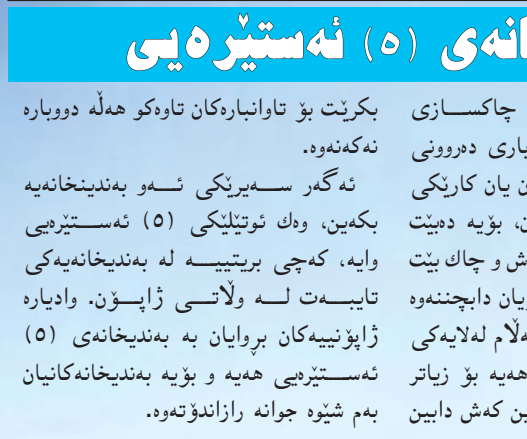 انەی (٥) ئەستێرەیی
چاکسازی
باری دەروونی
ن یان کارێکی
ن، بۆیە دەبێت
ش و چاك بێت
ویان دابچننەوە
ەڵام لەلایەکی
هەیە بۆ زیاتر
ین کەش دابین
بکرێت بۆ تاوانبارەکان تاوەکو هەڵە دووبارە
نەکەنەوە.
ئەگەر سەیرێکی ئەو بەندینخانەیە
بکەین، وەك ئوتێلێکی (٥) ئەستێرەیی
وایە، کەچی بریتییە لە بەندیخانەیەکی
تایبەت لە وڵاتی ژاپۆن. وادیارە
ژاپۆنییەکان بڕوایان بە بەندیخانەی (٥)
ئەستێرەیی هەیە و بۆیە بەندیخانەکانیان
بەم شێوە جوانە رازاندۆتەوە.